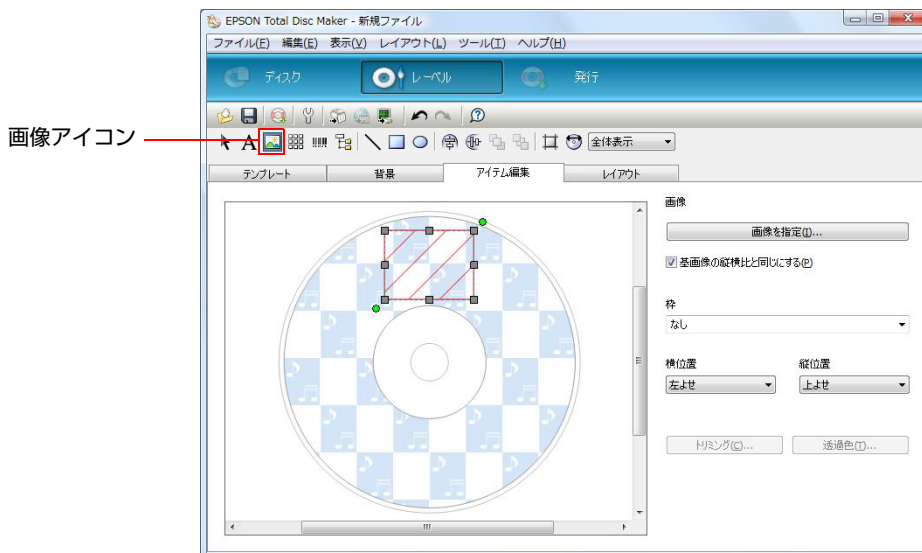 EPSON Total Disc Maker - 新規ファイル
ファイル(F) 編集(E) 表示(V) レイアウト(L) ツール(T) ヘルプ(H)
ディスク レーベル 発行
画像アイコン
A 全体表示
テンプレート 背景 アイテム編集 レイアウト
画像
画像を指定(I)...
基画像の縦横比と同じにする(P)
枠
なし
横位置 縦位置
左よせ 上よせ
トリミング(C)... 透過色(T)...